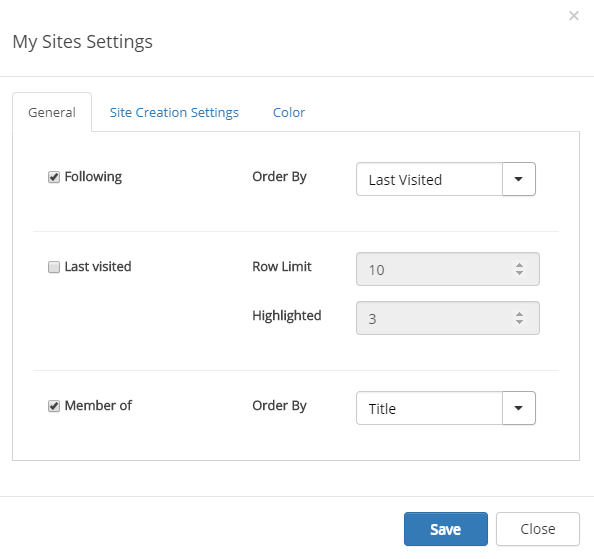 ×
My Sites Settings
General Site Creation Settings Color
Following Order By Last Visited
Last visited Row Limit 10
Highlighted 3
Member of Order By Title
Save Close